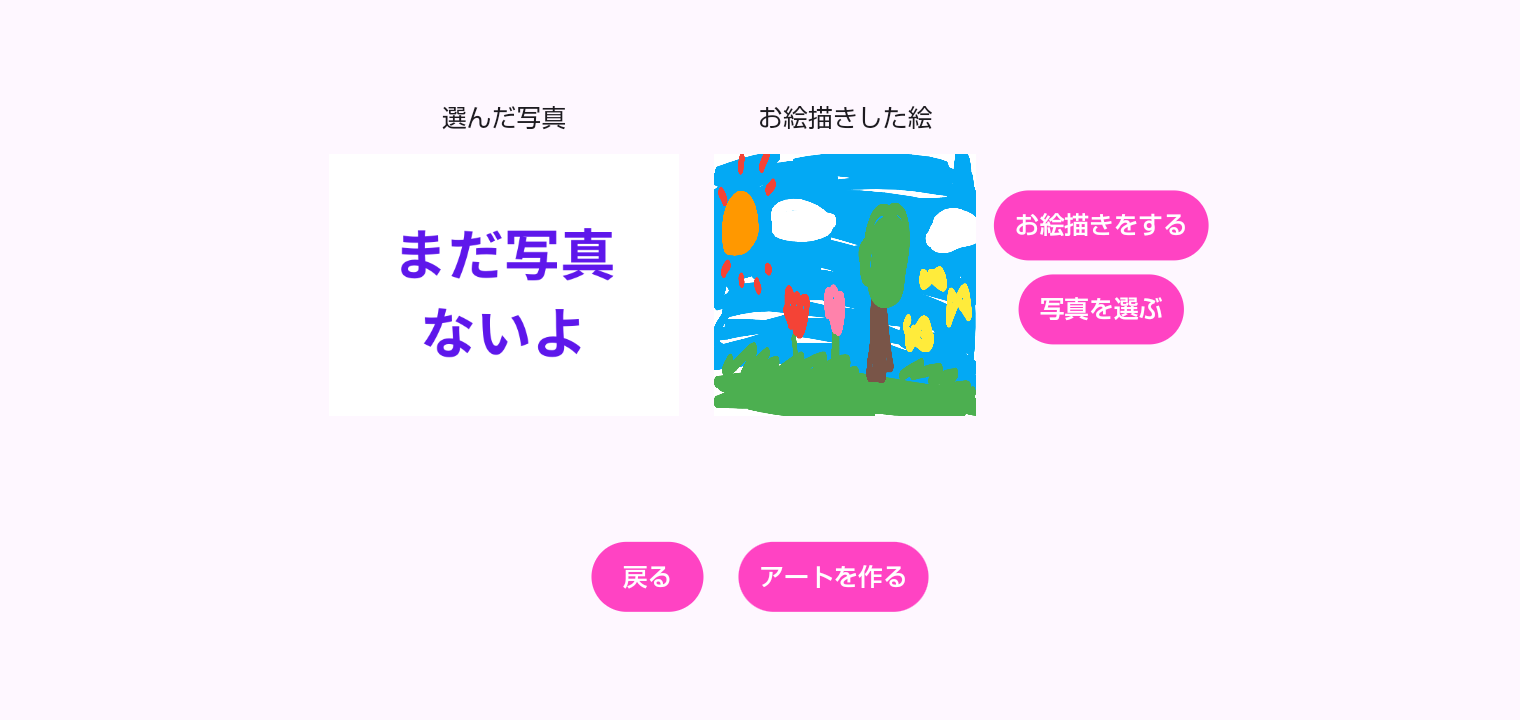 選んだ写真
お絵描きした絵
まだ写真
ないよ
お絵描きをする
写真を選ぶ
戻る
アートを作る